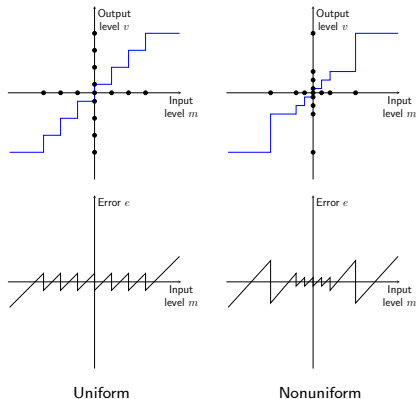 Output
level v
Input
level m
Output
level v
Input
level m
Error e
Input
level m
Error e
Input
level m
Uniform
Nonuniform